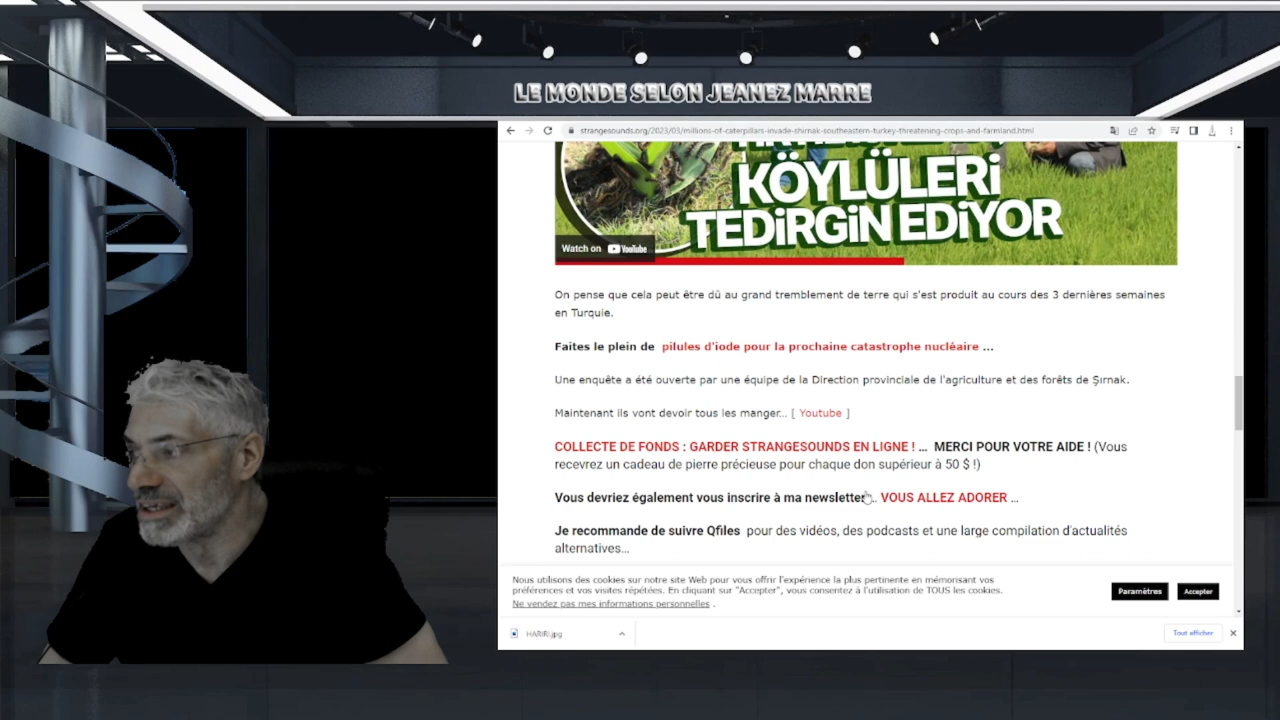 LE MONDE SELON JEANEZ MARRE
strangesounds.org/2023/03/millions-of-caterpillars-invade-shirnak-southeastern-turkey-threatening-crops-and-farmland.html
KÖYLÜLERİ
TEDİRGİN EDİYOR
Watch on YouTube
On pense que cela peut être dû au grand tremblement de terre qui s'est produit au cours des 3 dernières semaines
en Turquie.
Faites le plein de pilules d'iode pour la prochaine catastrophe nucléaire ...
Une enquête a été ouverte par une équipe de la Direction provinciale de l'agriculture et des forêts de Şırnak.
Maintenant ils vont devoir tous les manger... [ Youtube ]
COLLECTE DE FONDS : GARDER STRANGESOUNDS EN LIGNE ! ... MERCI POUR VOTRE AIDE ! (Vous
recevrez un cadeau de pierre précieuse pour chaque don supérieur à 50 $ !)
Vous devriez également vous inscrire à ma newsletter... VOUS ALLEZ ADORER ...
Je recommande de suivre Qfiles pour des vidéos, des podcasts et une large compilation d'actualités
alternatives...
Nous utilisons des cookies sur notre site Web pour vous offrir l'expérience la plus pertinente en mémorisant vos
préférences et vos visites répétées. En cliquant sur "Accepter", vous consentez à l'utilisation de TOUS les cookies.
Ne vendez pas mes informations personnelles .
Paramètres
Accepter
HARIRI.jpg
Tout afficher